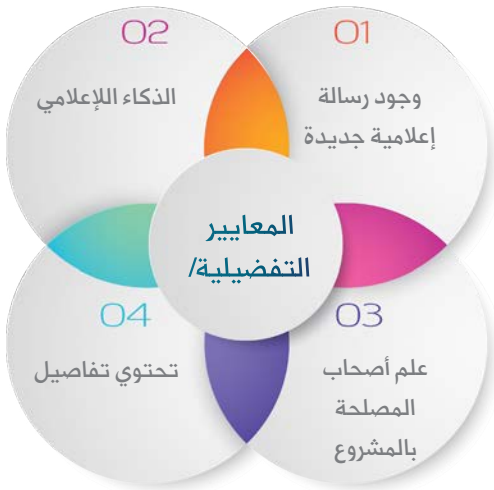 01
وجود رسالة
إعلامية جديدة
02
الذكاء اللإعلامي
المعايير
التفضيلية/
03
علم أصحاب
المصلحة
بالمشروع
04
تحتوي تفاصيل